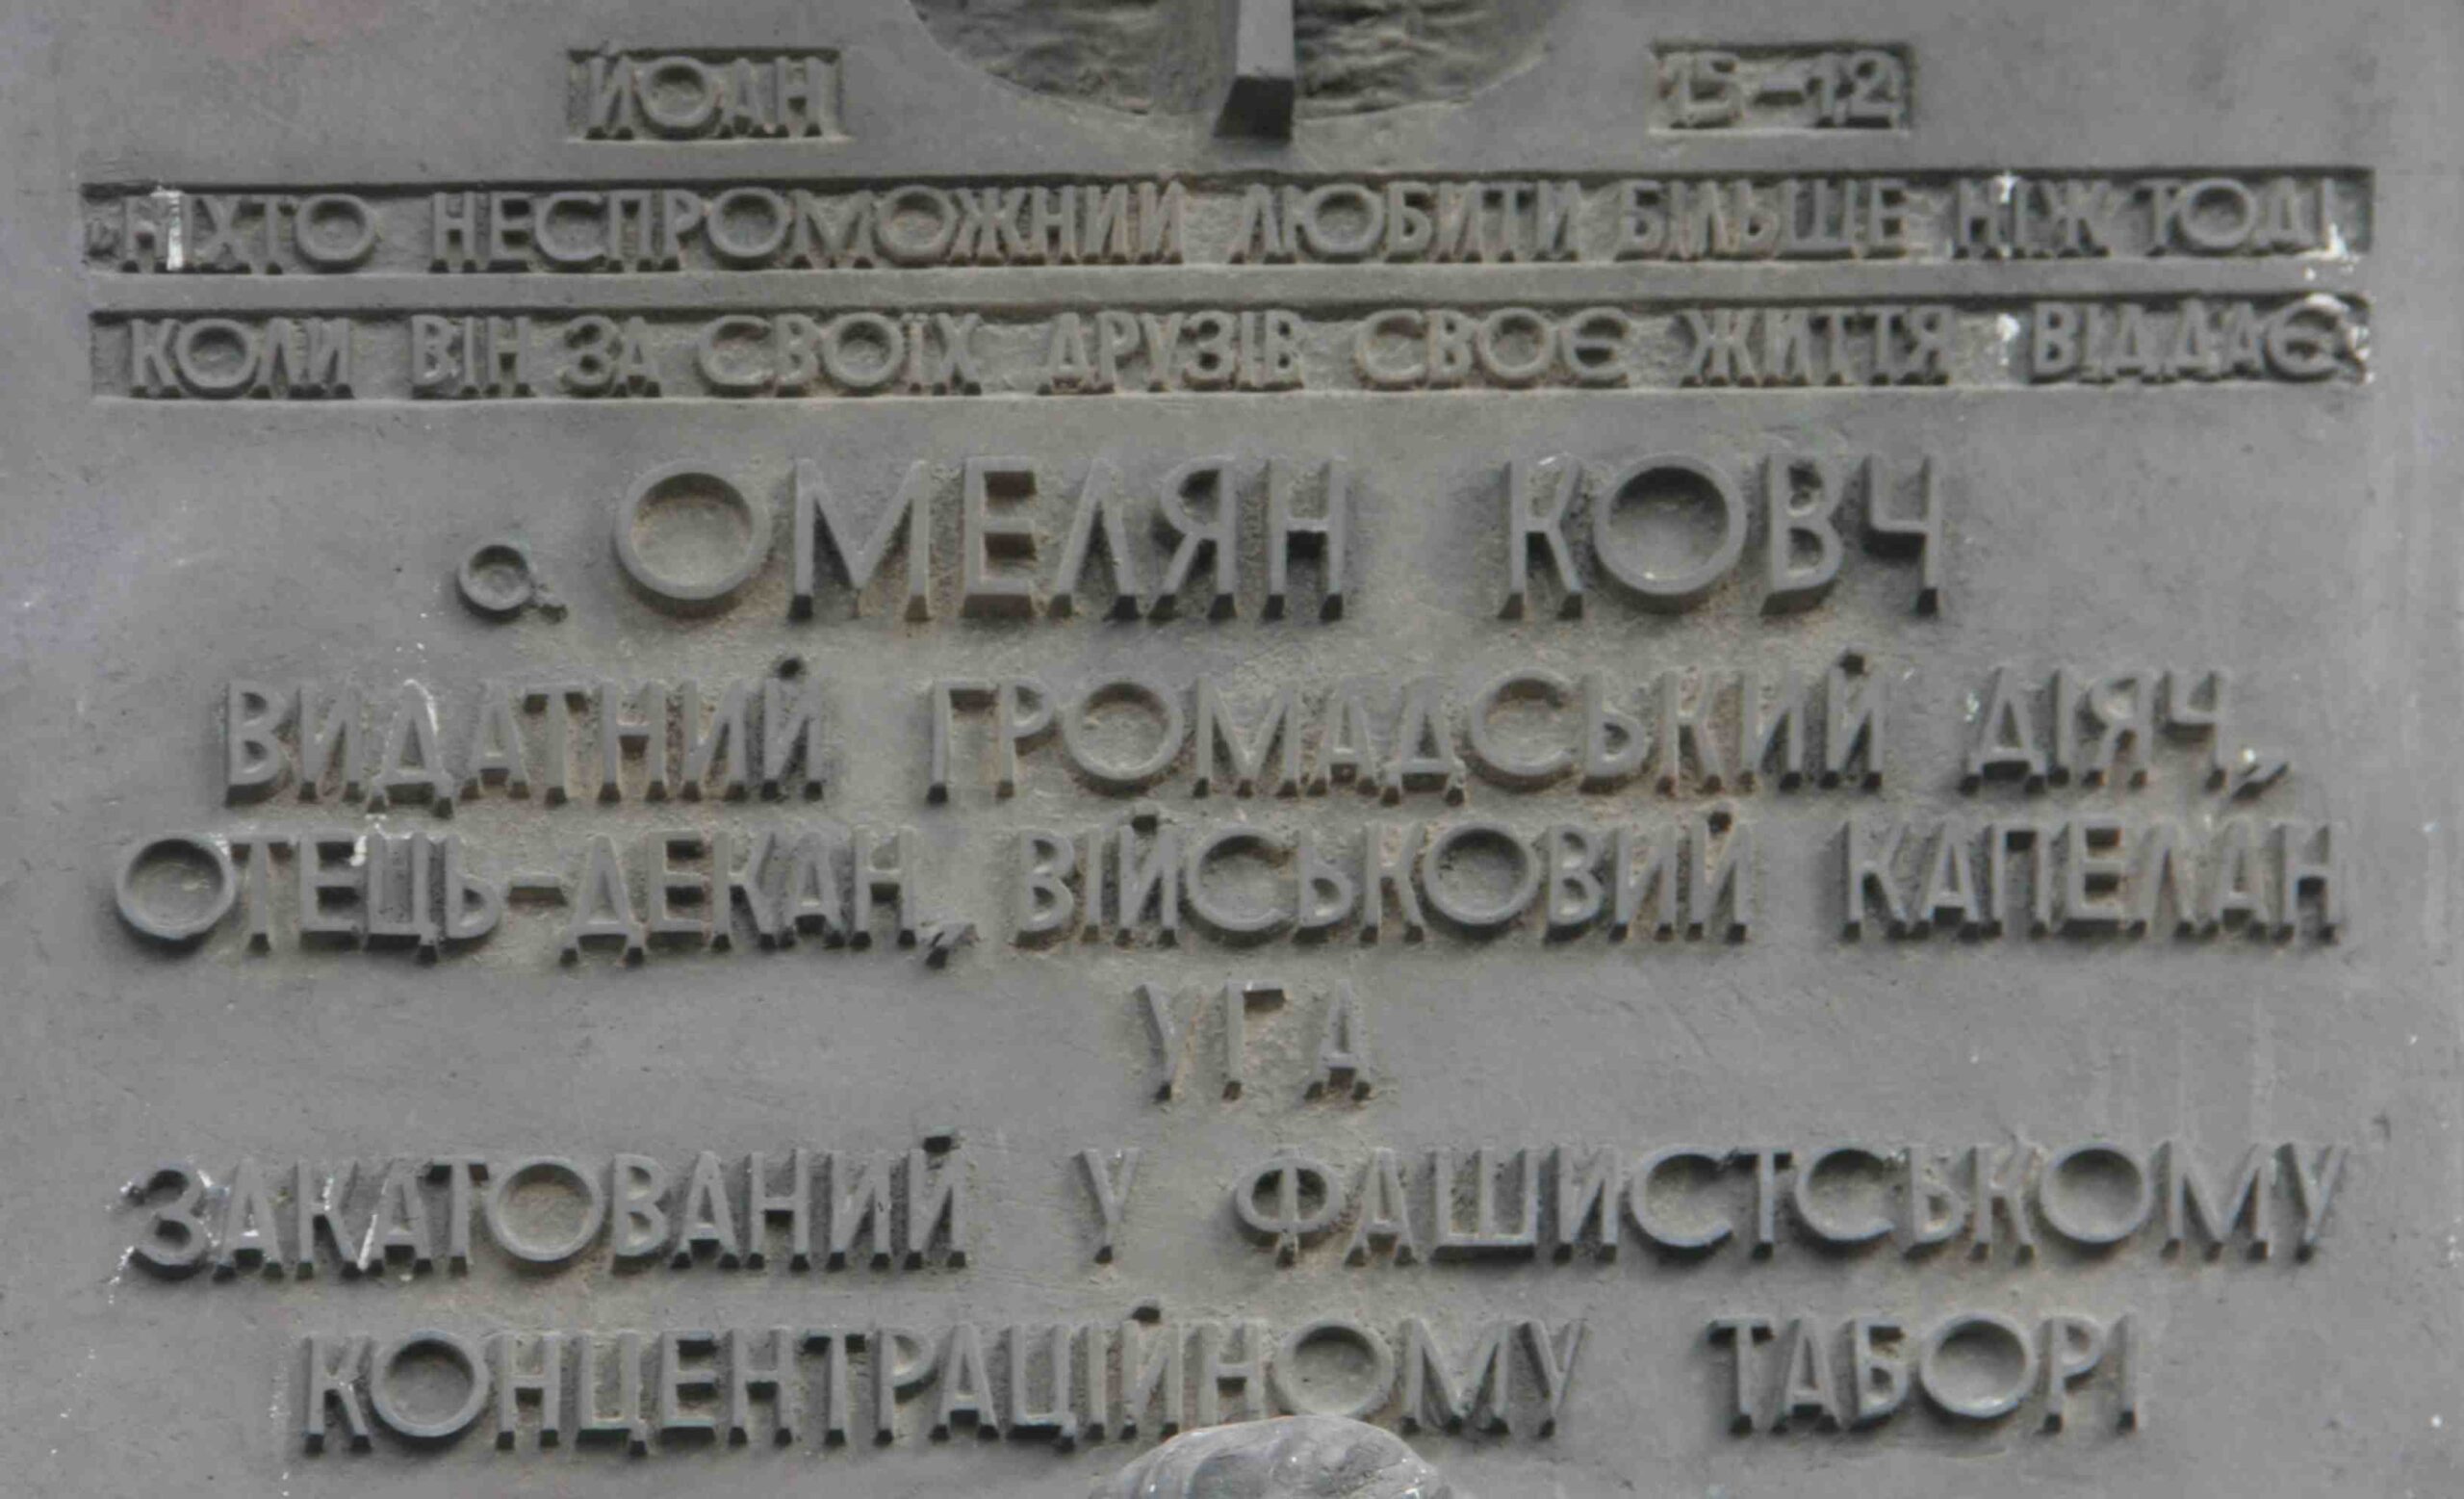 ЙОАН 15-12
НІХТО НЕСПРОМОЖНИЙ ЛЮБИТИ БІЛЬШЕ НІЖ ТОДІ
КОЛИ ВІН ЗА СВОЇХ ДРУЗІВ СВОЄ ЖИТТЯ ВІДДАЄ
о. ОМЕЛЯН КОВЧ
ВИДАТНИЙ ГРОМАДСЬКИЙ ДІЯЧ,
ОТЕЦЬ-ДЕКАН, ВІЙСЬКОВИЙ КАПЕЛАН
УГА
ЗАКАТОВАНИЙ У ФАШИСТСЬКОМУ
КОНЦЕНТРАЦІЙНОМУ ТАБОРІ